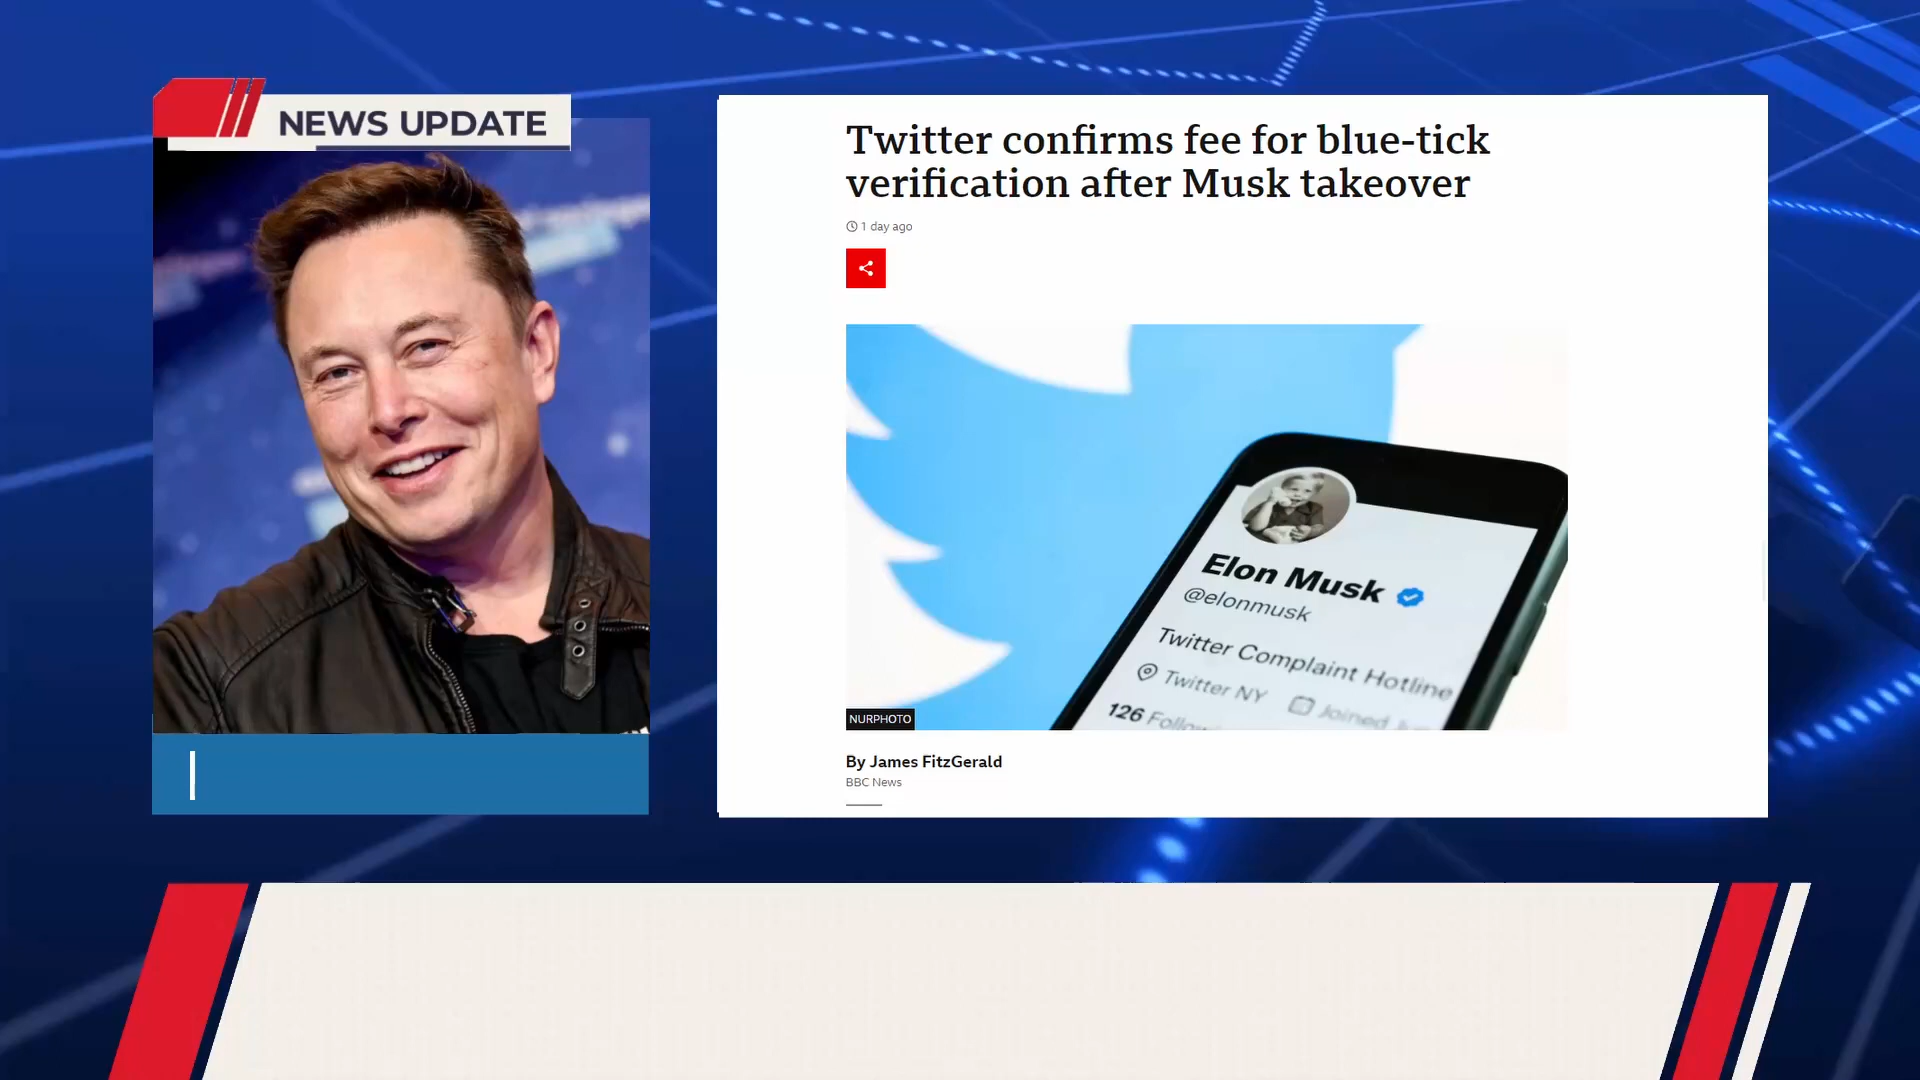 NEWS UPDATE
Twitter confirms fee for blue-tick
verification after Musk takeover
1 day ago
Elon Musk
@elonmusk
Twitter Complaint Hotline
Twitter NY
126
NURPHOTO
By James FitzGerald
BBC News